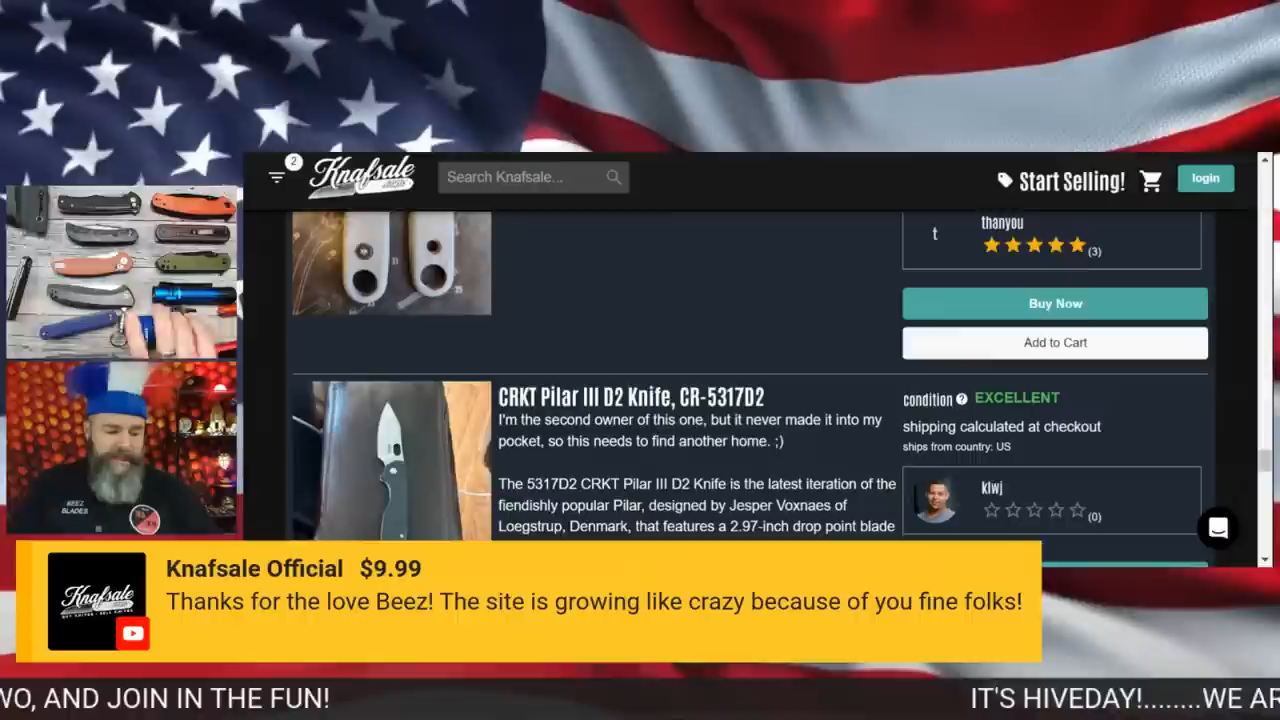 2
Knafsale
Search Knafsale...
Start Selling!
login
thanyou
t
(3)
Buy Now
Add to Cart
CRKT Pilar III D2 Knife, CR-5317D2
I'm the second owner of this one, but it never made it into my
pocket, so this needs to find another home. ;)
The 5317D2 CRKT Pilar III D2 Knife is the latest iteration of the
fiendishly popular Pilar, designed by Jesper Voxnaes of
Loegstrup, Denmark, that features a 2.97-inch drop point blade
condition ? EXCELLENT
shipping calculated at checkout
ships from country: US
klwj
(0)
BEEZ
BLADES
Knafsale
Knafsale Official $9.99
Thanks for the love Beez! The site is growing like crazy because of you fine folks!
WO, AND JOIN IN THE FUN! IT'S HIVEDAY!.......WE AR